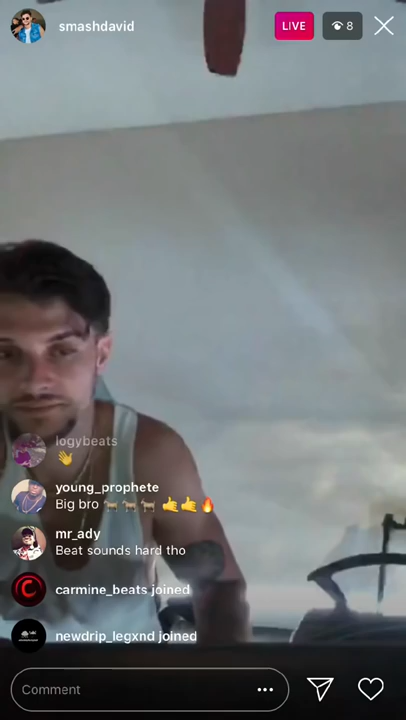 smashdavid
LIVE
8
logybeats
👋
young_prophete
Big bro 🐐🐐🐐🤙🤙🔥
mr_ady
Beat sounds hard tho
carmine_beats joined
newdrip_legxnd joined
Comment